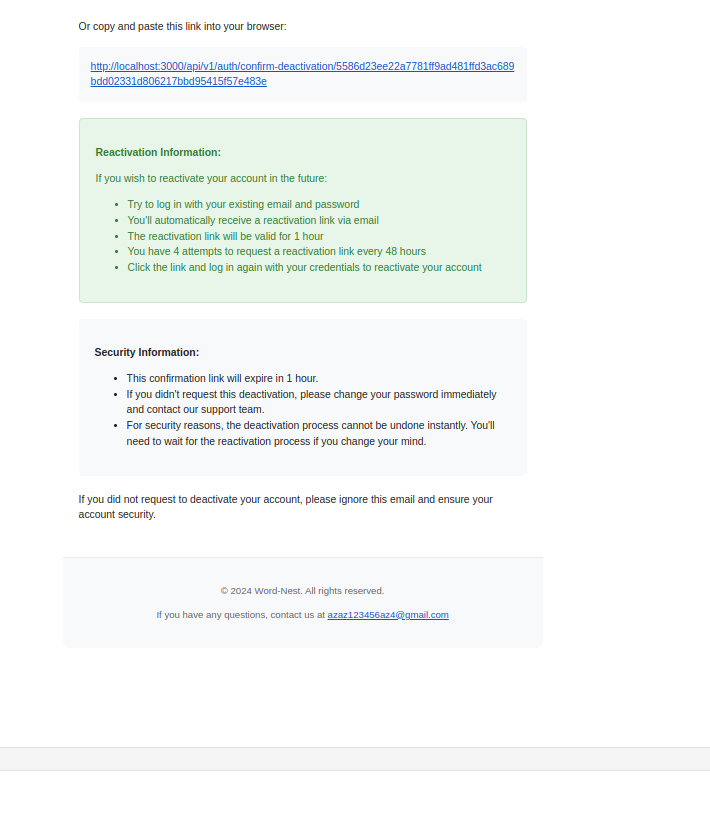 Or copy and paste this link into your browser:
http://localhost:3000/api/v1/auth/confirm-deactivation/5586d23ee22a7781ff9ad481ffd3ac689
bdd02331d806217bbd95415f57e483e
Reactivation Information:
If you wish to reactivate your account in the future:
• Try to log in with your existing email and password
• You'll automatically receive a reactivation link via email
• The reactivation link will be valid for 1 hour
• You have 4 attempts to request a reactivation link every 48 hours
• Click the link and log in again with your credentials to reactivate your account
Security Information:
• This confirmation link will expire in 1 hour.
• If you didn't request this deactivation, please change your password immediately
and contact our support team.
• For security reasons, the deactivation process cannot be undone instantly. You'll
need to wait for the reactivation process if you change your mind.
If you did not request to deactivate your account, please ignore this email and ensure your
account security.
© 2024 Word-Nest. All rights reserved.
If you have any questions, contact us at azaz123456az4@gmail.com